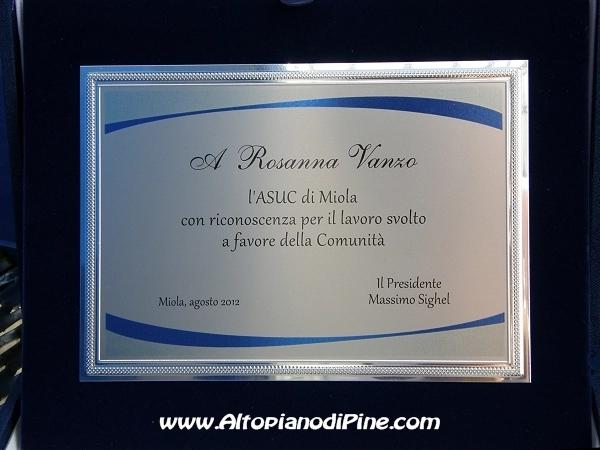 A Rosanna Vanzo
l'ASUC di Miola
con riconoscenza per il lavoro svolto
a favore della Comunità
Il Presidente
Miola, agosto 2012
Massimo Sighel
www.AltopianodiPine.com